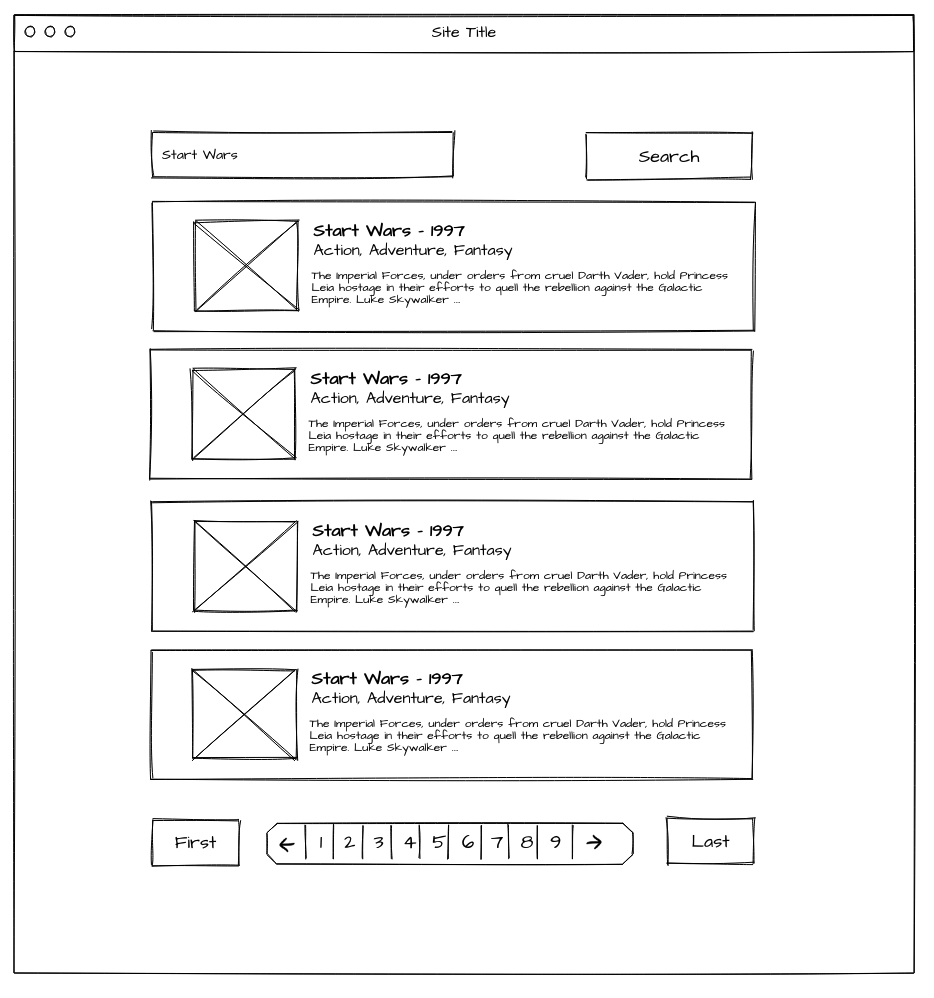 Site Title
Start Wars
Search
Start Wars - 1997
Action, Adventure, Fantasy
The Imperial Forces, under orders from cruel Darth Vader, hold Princess
Leia hostage in their efforts to quell the rebellion against the Galactic
Empire. Luke Skywalker ...
Start Wars - 1997
Action, Adventure, Fantasy
The Imperial Forces, under orders from cruel Darth Vader, hold Princess
Leia hostage in their efforts to quell the rebellion against the Galactic
Empire. Luke Skywalker ...
Start Wars - 1997
Action, Adventure, Fantasy
The Imperial Forces, under orders from cruel Darth Vader, hold Princess
Leia hostage in their efforts to quell the rebellion against the Galactic
Empire. Luke Skywalker ...
Start Wars - 1997
Action, Adventure, Fantasy
The Imperial Forces, under orders from cruel Darth Vader, hold Princess
Leia hostage in their efforts to quell the rebellion against the Galactic
Empire. Luke Skywalker ...
First ← 1 2 3 4 5 6 7 8 9 → Last